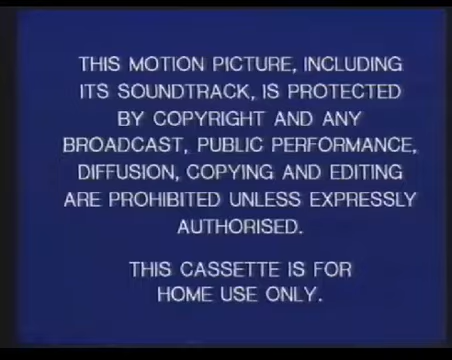 THIS MOTION PICTURE, INCLUDING
ITS SOUNDTRACK, IS PROTECTED
BY COPYRIGHT AND ANY
BROADCAST, PUBLIC PERFORMANCE,
DIFFUSION, COPYING AND EDITING
ARE PROHIBITED UNLESS EXPRESSLY
AUTHORISED.
THIS CASSETTE IS FOR
HOME USE ONLY.